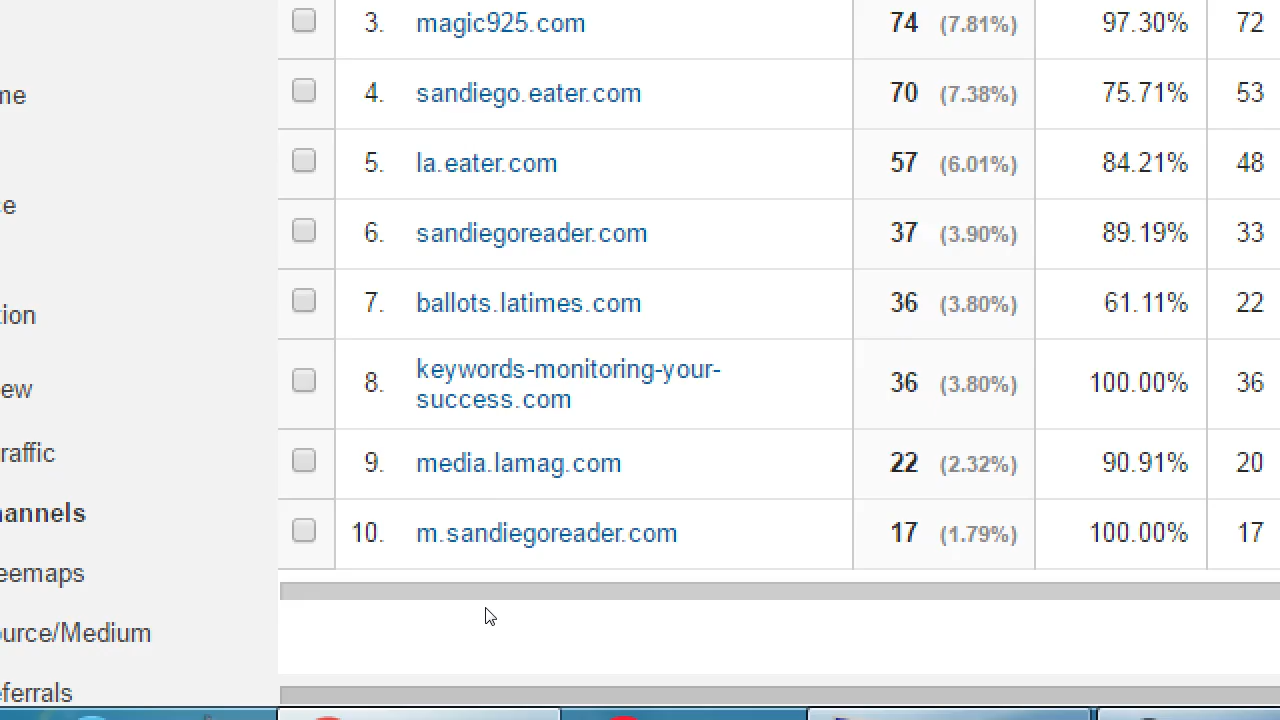 3. magic925.com 74 (7.81%) 97.30% 72
ne
4. sandiego.eater.com 70 (7.38%) 75.71% 53
5. la.eater.com 57 (6.01%) 84.21% 48
e
6. sandiegoreader.com 37 (3.90%) 89.19% 33
7. ballots.latimes.com 36 (3.80%) 61.11% 22
tion
8. keywords-monitoring-your-
success.com 36 (3.80%) 100.00% 36
ew
raffic
9. media.lamag.com 22 (2.32%) 90.91% 20
annels
10. m.sandiegoreader.com 17 (1.79%) 100.00% 17
eemaps
urce/Medium
eferrals